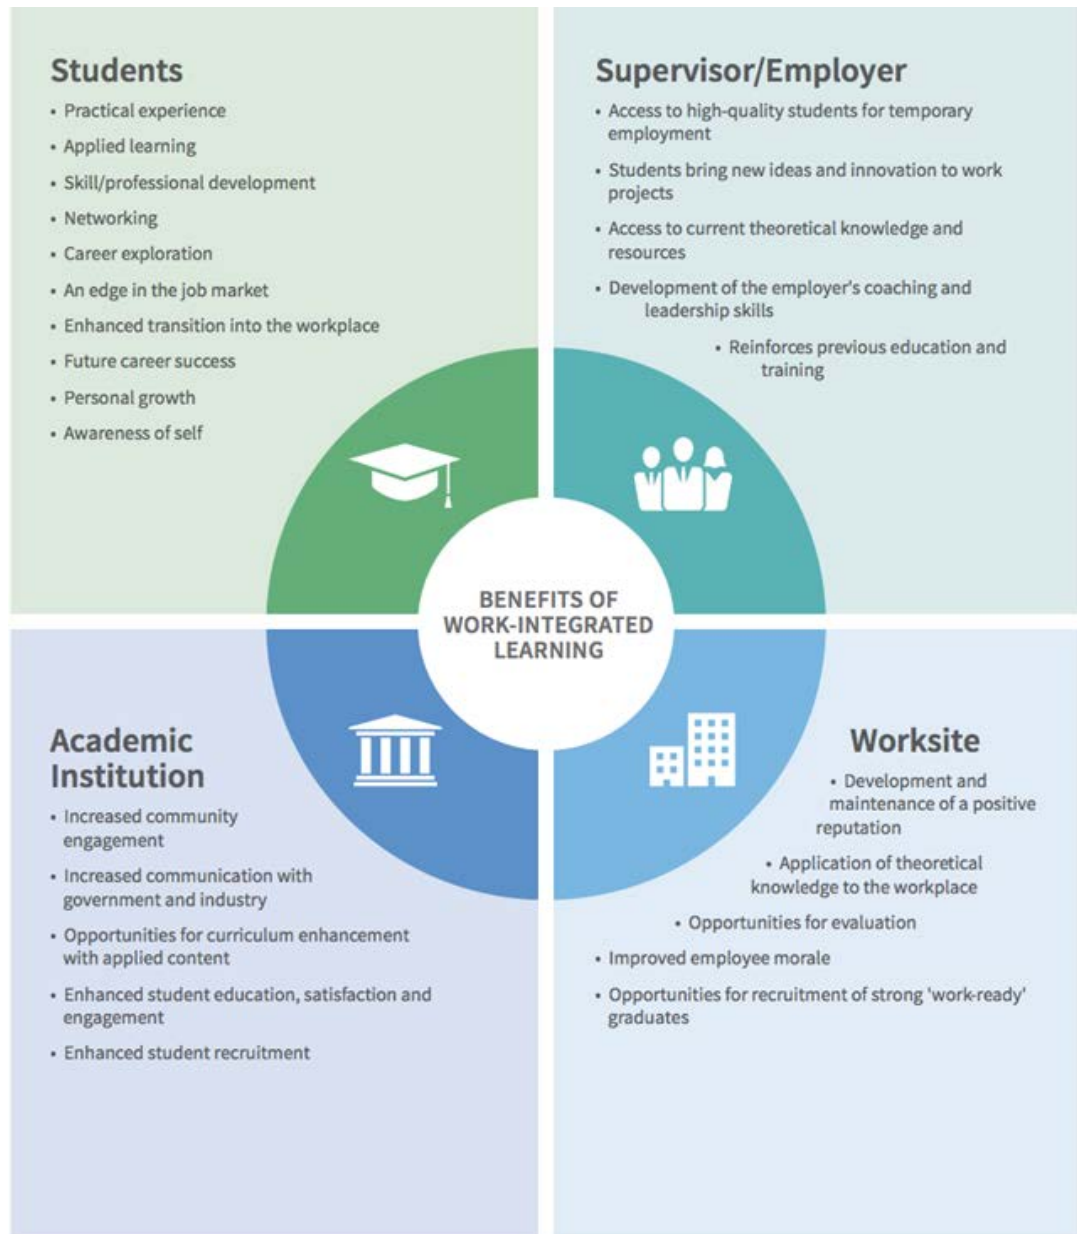 Students
• Practical experience
• Applied learning
• Skill/professional development
• Networking
• Career exploration
• An edge in the job market
• Enhanced transition into the workplace
• Future career success
• Personal growth
• Awareness of self
Supervisor/Employer
• Access to high-quality students for temporary
employment
• Students bring new ideas and innovation to work
projects
• Access to current theoretical knowledge and
resources
• Development of the employer's coaching and
leadership skills
• Reinforces previous education and
training
BENEFITS OF
WORK-INTEGRATED
LEARNING
Academic
Institution
• Increased community
engagement
• Increased communication with
government and industry
• Opportunities for curriculum enhancement
with applied content
• Enhanced student education, satisfaction and
engagement
• Enhanced student recruitment
Worksite
• Development and
maintenance of a positive
reputation
• Application of theoretical
knowledge to the workplace
• Opportunities for evaluation
• Improved employee morale
• Opportunities for recruitment of strong 'work-ready'
graduates